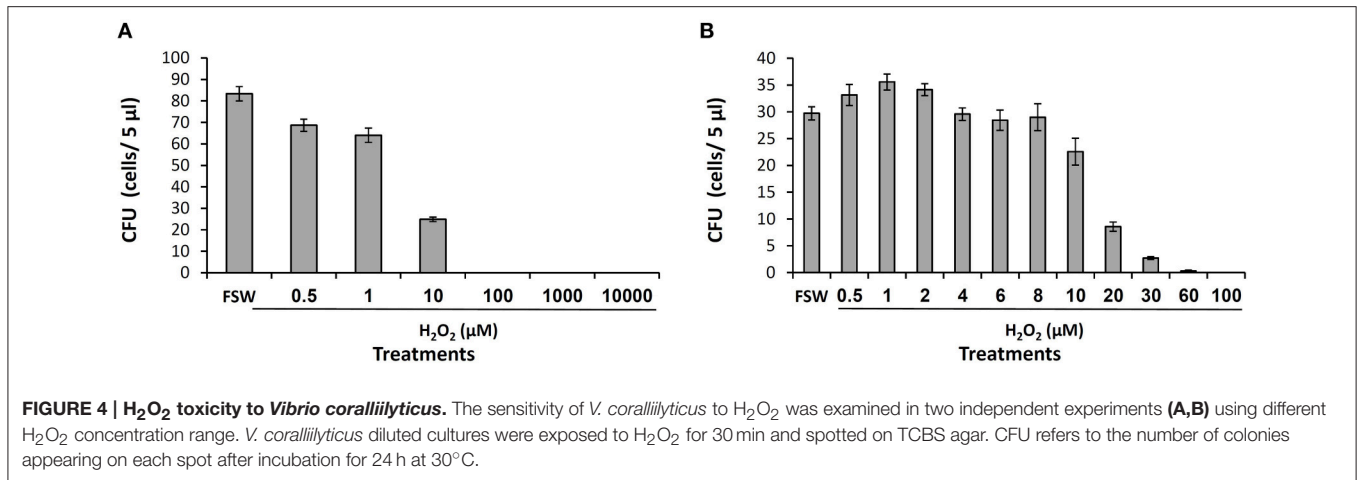 A
100
90
80
70
60
50
40
30
20
10
0
CFU (cells/ 5 µl)
FSW 0.5 1 10 100 1000 10000
H₂O₂ (µM)
Treatments
B
40
35
30
25
20
15
10
5
0
CFU (cells/ 5 µl)
FSW 0.5 1 2 4 6 8 10 20 30 60 100
H₂O₂ (µM)
Treatments
FIGURE 4 | H₂O₂ toxicity to Vibrio coralliilyticus. The sensitivity of V. coralliilyticus to H₂O₂ was examined in two independent experiments (A,B) using different
H₂O₂ concentration range. V. coralliilyticus diluted cultures were exposed to H₂O₂ for 30 min and spotted on TCBS agar. CFU refers to the number of colonies
appearing on each spot after incubation for 24 h at 30°C.